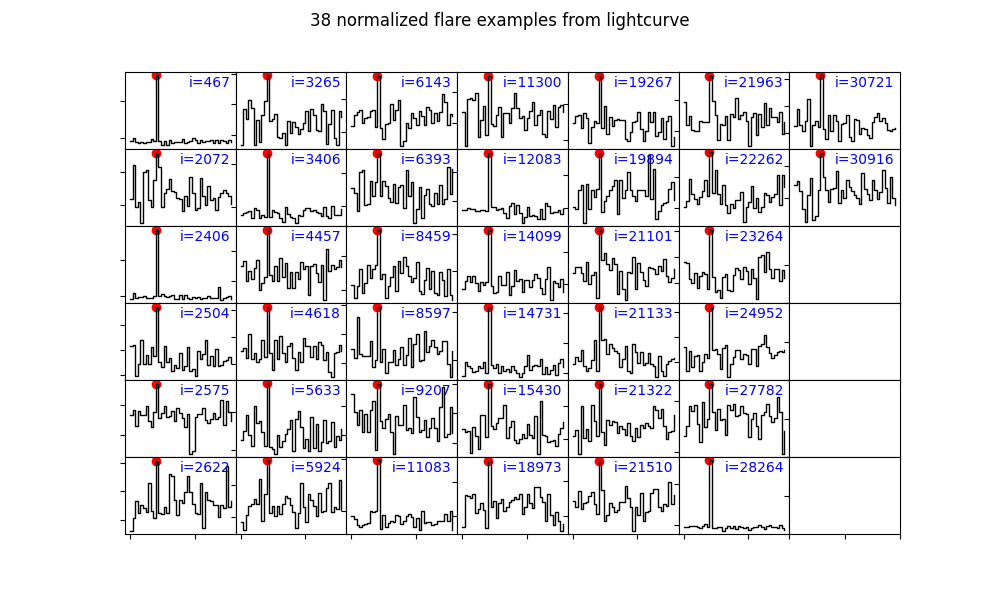 38 normalized flare examples from lightcurve
i=467 i=3265 i=6143 i=11300 i=19267 i=21963 i=30721
i=2072 i=3406 i=6393 i=12083 i=19894 i=22262 i=30916
i=2406 i=4457 i=8459 i=14099 i=21101 i=23264
i=2504 i=4618 i=8597 i=14731 i=21133 i=24952
i=2575 i=5633 i=9207 i=15430 i=21322 i=27782
i=2622 i=5924 i=11083 i=18973 i=21510 i=28264